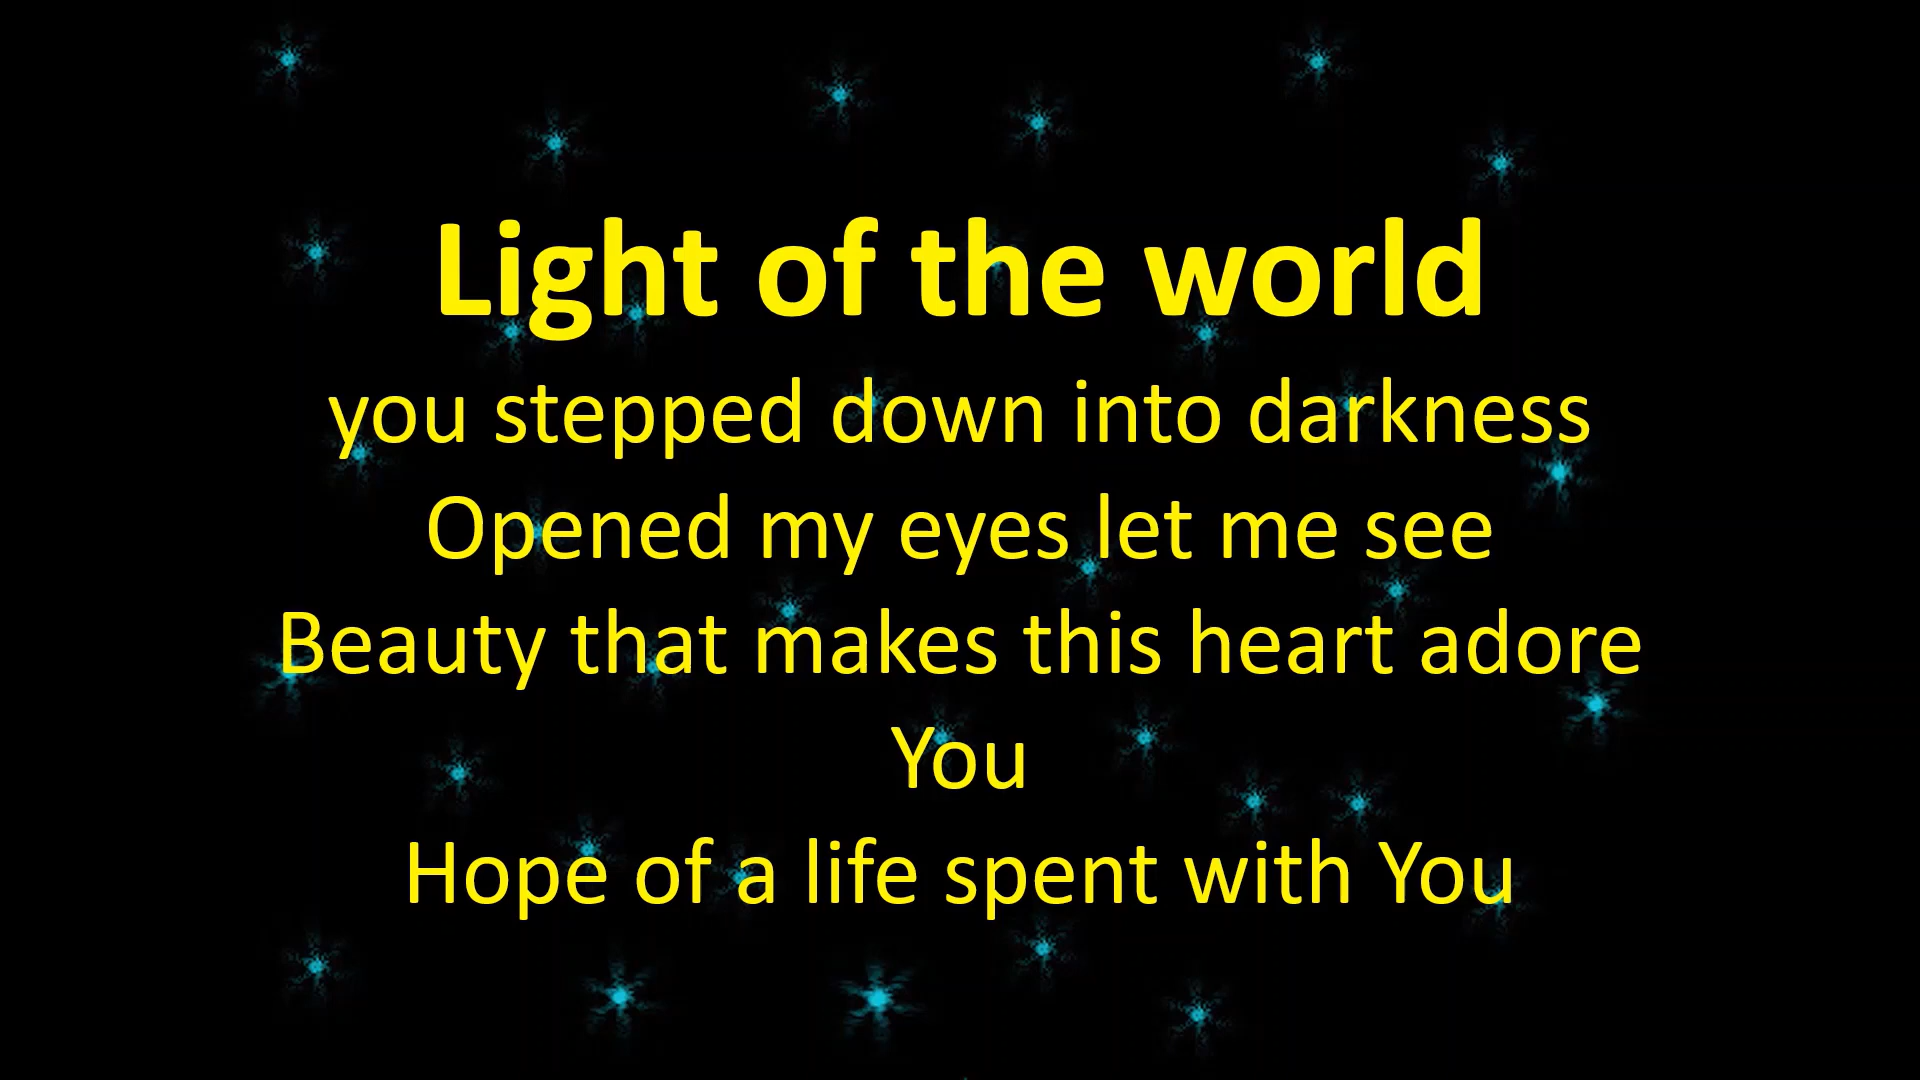 Light of the world
you stepped down into darkness
Opened my eyes let me see
Beauty that makes this heart adore
You
Hope of a life spent with You